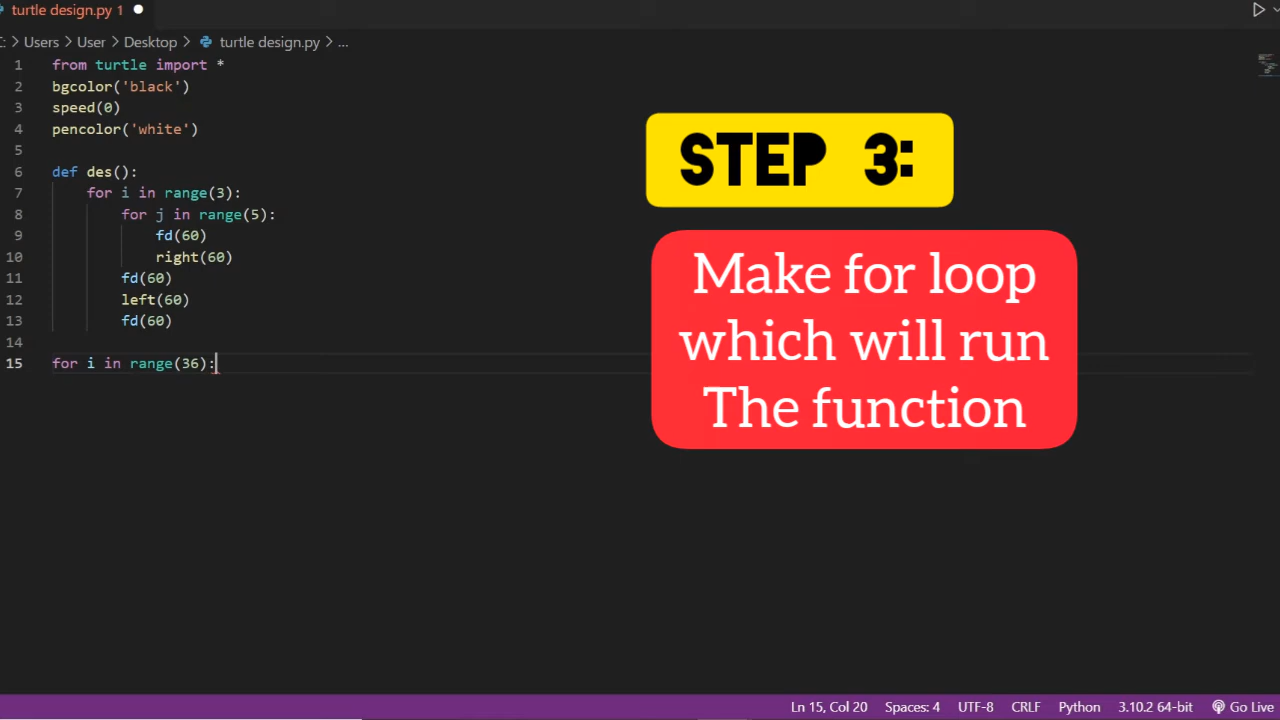 turtle design.py 1
C: > Users > User > Desktop > turtle design.py > ...
1 from turtle import *
2 bgcolor('black')
3 speed(0)
4 pencolor('white')
5
6 def des():
7     for i in range(3):
8         for j in range(5):
9             fd(60)
10             right(60)
11         fd(60)
12         left(60)
13         fd(60)
14
15 for i in range(36):
STEP 3:
Make for loop
which will run
The function
Ln 15, Col 20 Spaces: 4 UTF-8 CRLF Python 3.10.2 64-bit Go Live